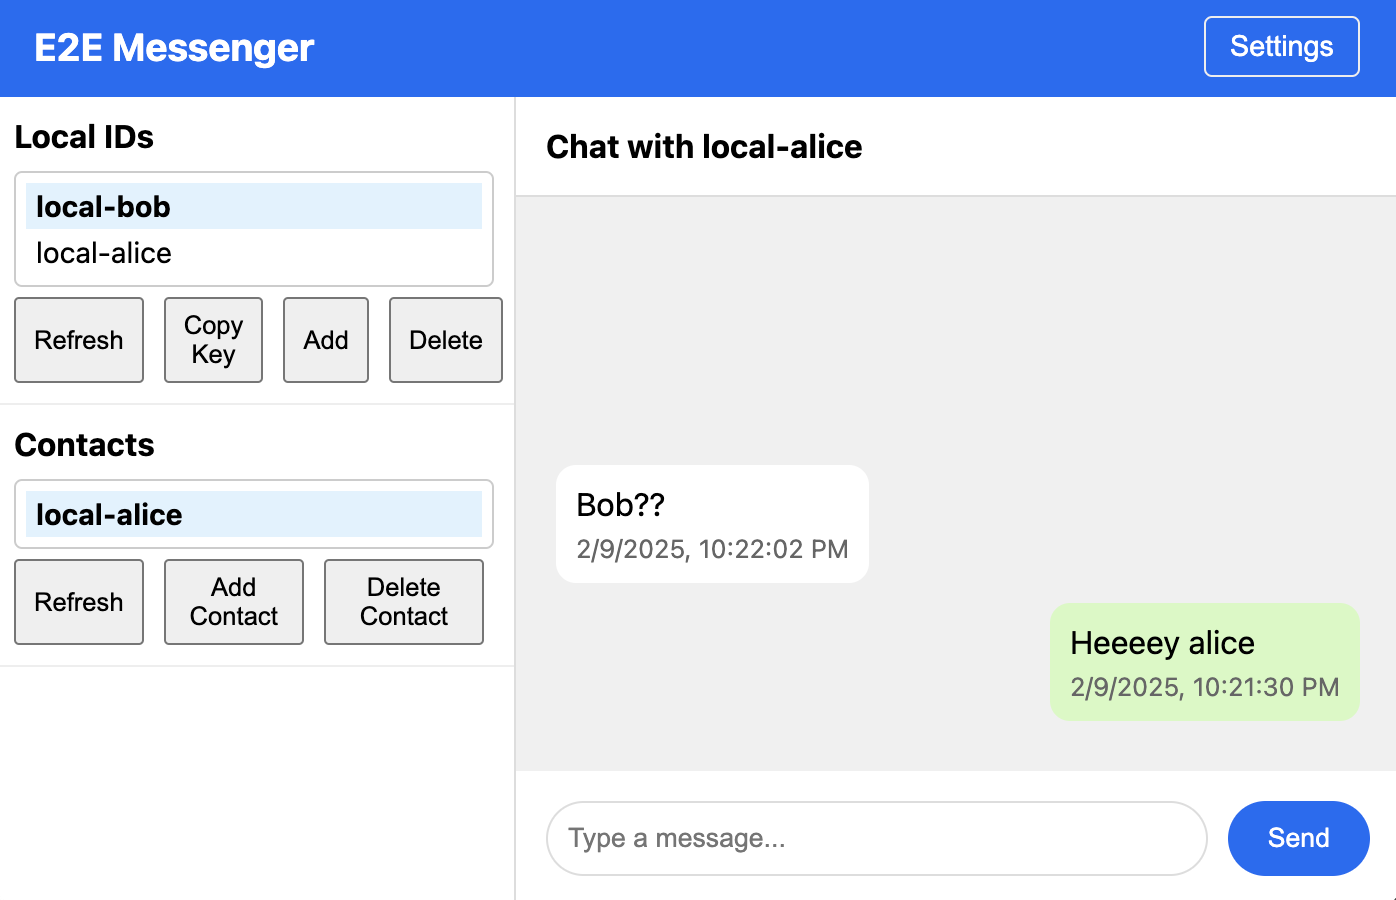 E2E Messenger
Settings
Local IDs
local-bob
local-alice
Refresh
Copy
Key
Add
Delete
Contacts
local-alice
Refresh
Add
Contact
Delete
Contact
Chat with local-alice
Bob??
2/9/2025, 10:22:02 PM
Heeeey alice
2/9/2025, 10:21:30 PM
Type a message...
Send